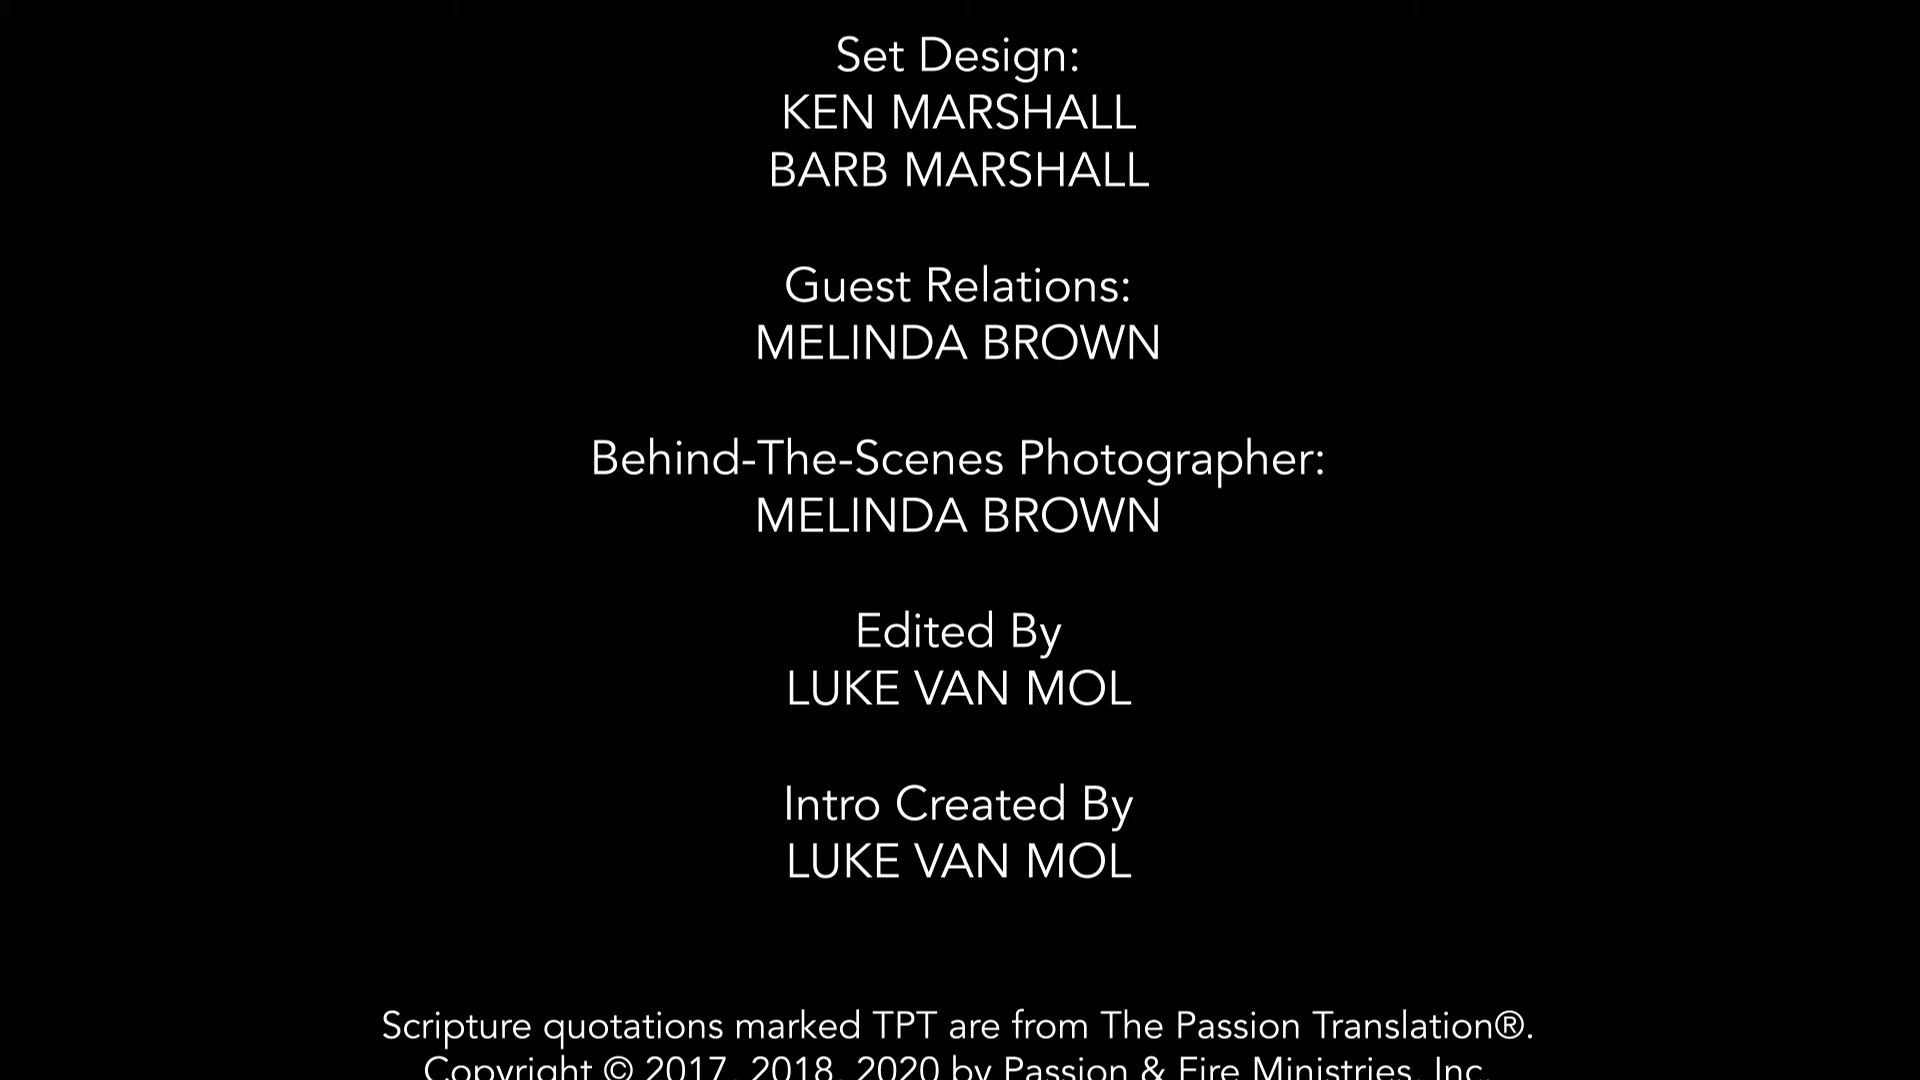 Set Design:
KEN MARSHALL
BARB MARSHALL
Guest Relations:
MELINDA BROWN
Behind-The-Scenes Photographer:
MELINDA BROWN
Edited By
LUKE VAN MOL
Intro Created By
LUKE VAN MOL
Scripture quotations marked TPT are from The Passion Translation®.
Copyright © 2017, 2018, 2020 by Passion & Fire Ministries, Inc.